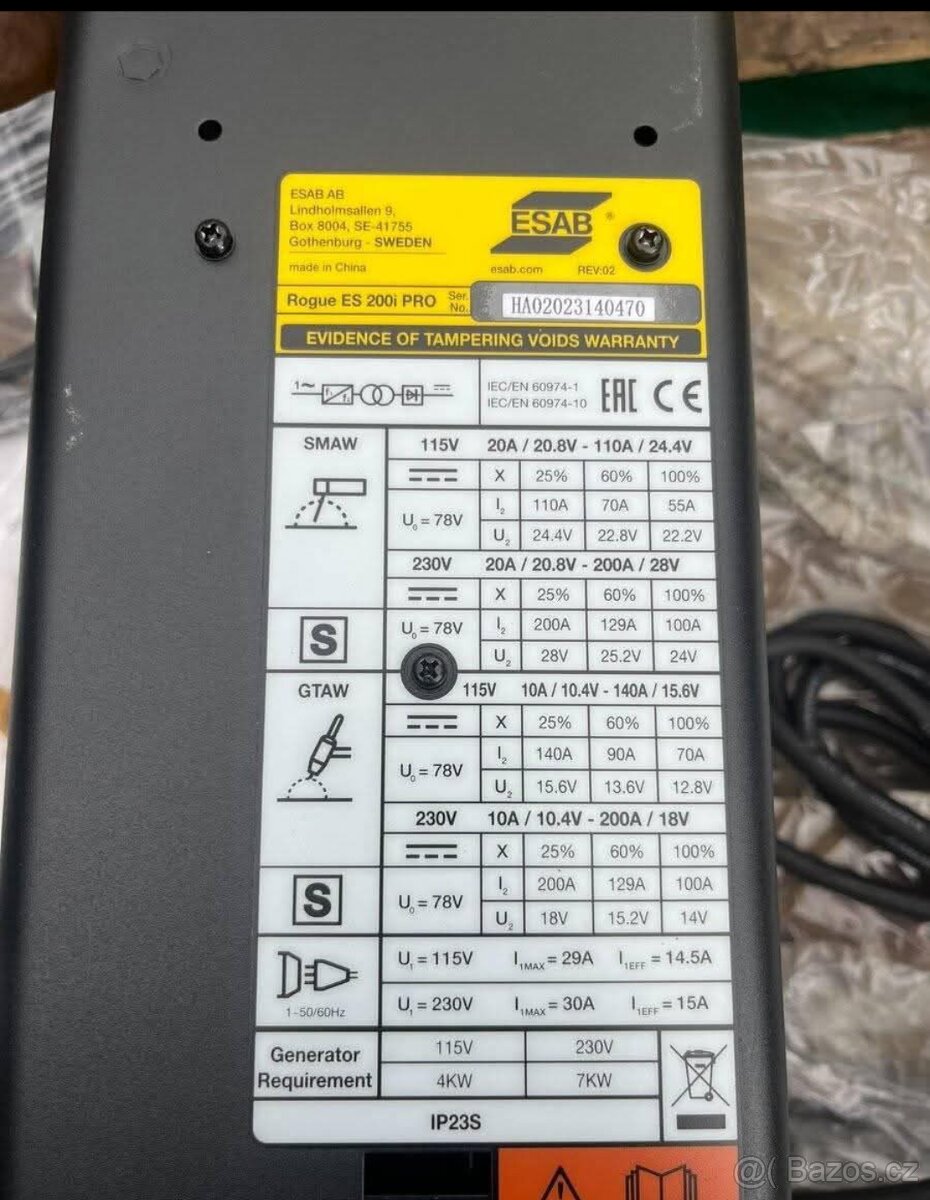 ESAB AB
Lindholmsallen 9,
Box 8004, SE-41755
Gothenburg - SWEDEN
made in China
ESAB ®
esab.com REV:02
Rogue ES 200i PRO Ser. No. HA02023140470
EVIDENCE OF TAMPERING VOIDS WARRANTY
1~ f₁ f₂
IEC/EN 60974-1
IEC/EN 60974-10
EAC CE
SMAW 115V 20A / 20.8V - 110A / 24.4V
X 25% 60% 100%
U₀ = 78V
I₂ 110A 70A 55A
U₂ 24.4V 22.8V 22.2V
230V 20A / 20.8V - 200A / 28V
X 25% 60% 100%
S U₀ = 78V
I₂ 200A 129A 100A
U₂ 28V 25.2V 24V
GTAW 115V 10A / 10.4V - 140A / 15.6V
X 25% 60% 100%
U₀ = 78V
I₂ 140A 90A 70A
U₂ 15.6V 13.6V 12.8V
230V 10A / 10.4V - 200A / 18V
X 25% 60% 100%
S U₀ = 78V
I₂ 200A 129A 100A
U₂ 18V 15.2V 14V
U₁ = 115V I₁MAX = 29A I₁EFF = 14.5A
1~50/60Hz U₁ = 230V I₁MAX = 30A I₁EFF = 15A
Generator Requirement
115V 230V
4KW 7KW
IP23S
@( Bazos.cz